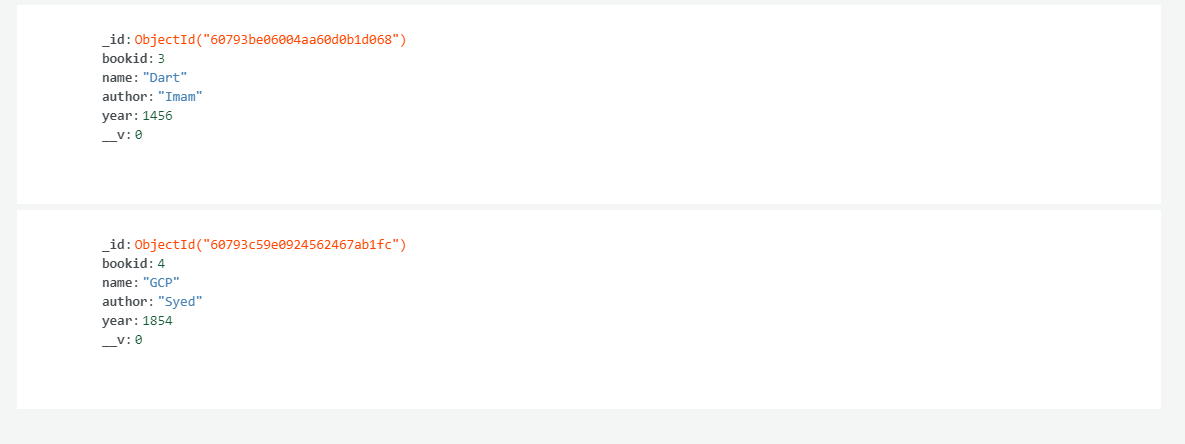 _id: ObjectId("60793be06004aa60d0b1d068")
bookid: 3
name: "Dart"
author: "Imam"
year: 1456
__v: 0
_id: ObjectId("60793c59e0924562467ab1fc")
bookid: 4
name: "GCP"
author: "Syed"
year: 1854
__v: 0